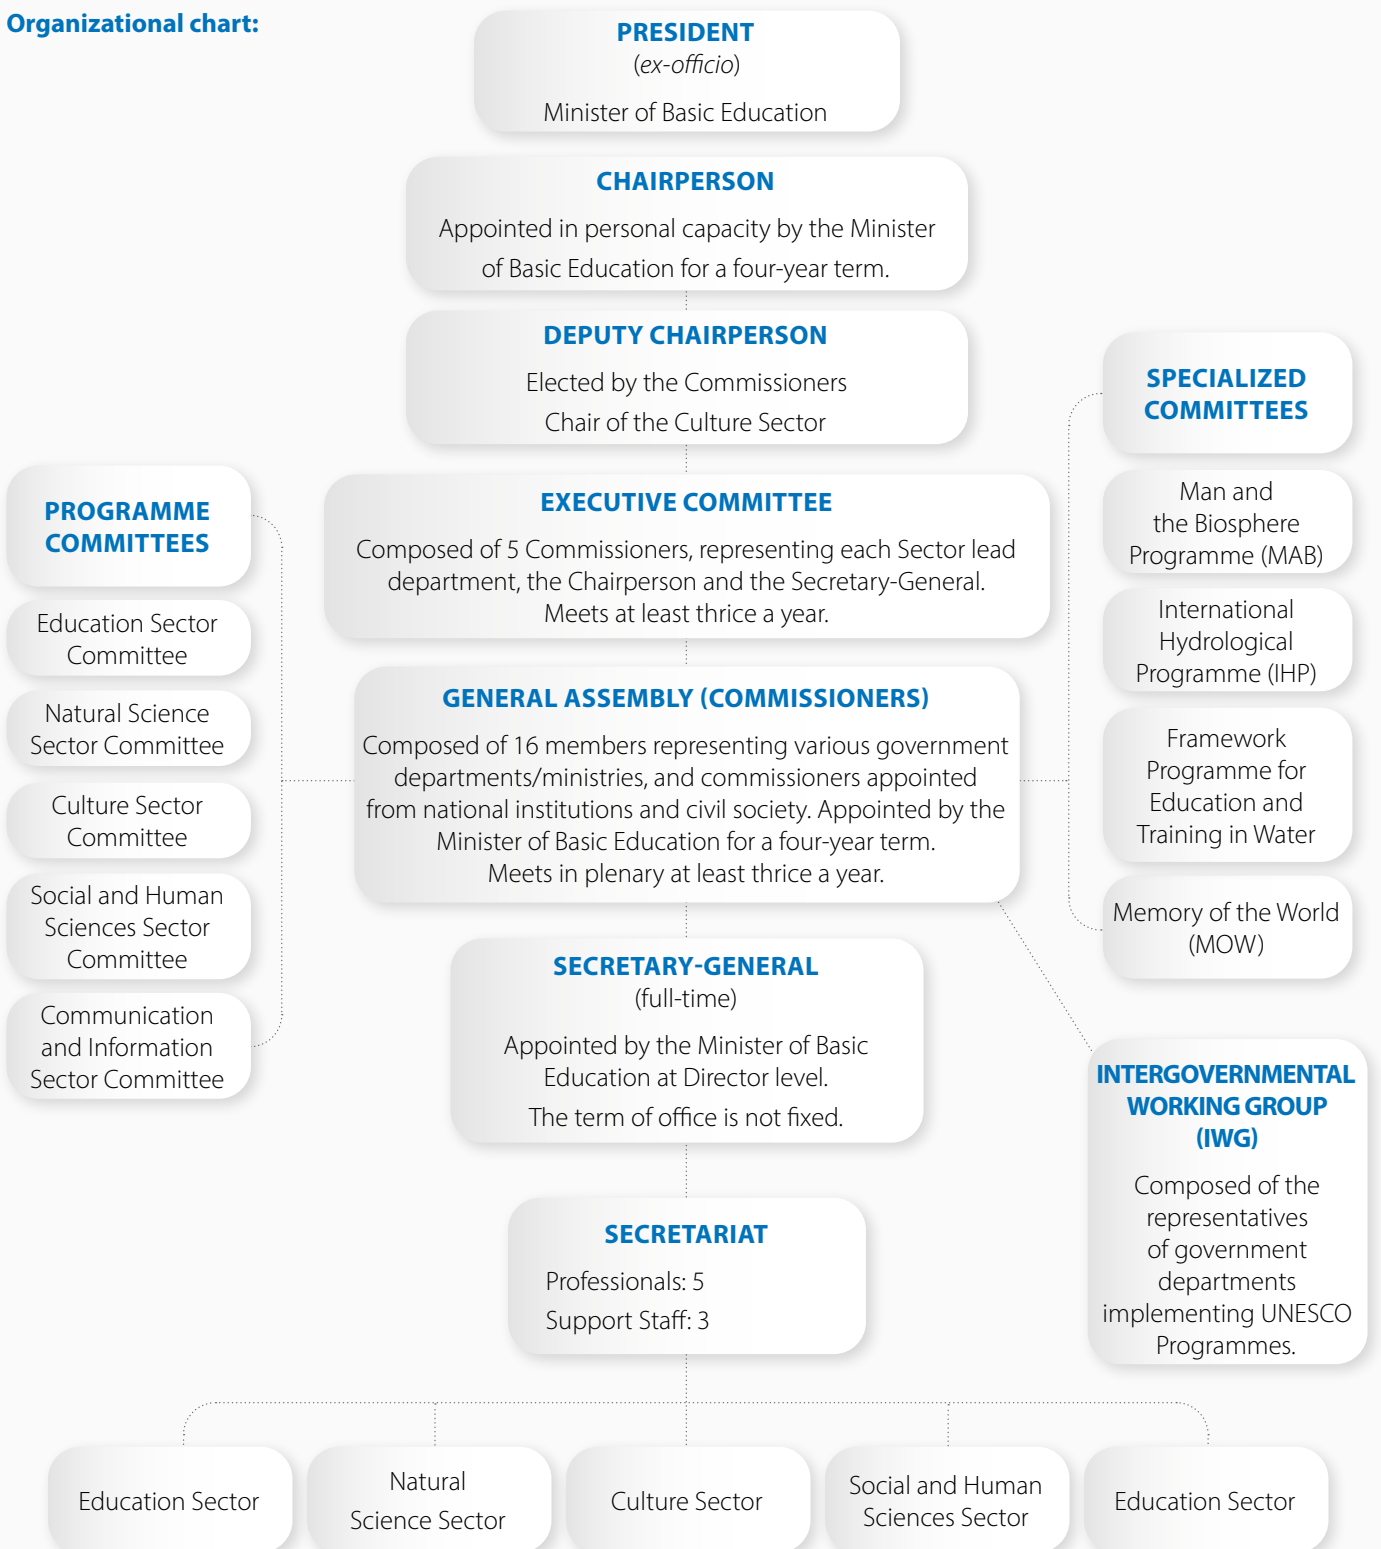 Organizational chart:
PRESIDENT
(ex-officio)
Minister of Basic Education
CHAIRPERSON
Appointed in personal capacity by the Minister
of Basic Education for a four-year term.
DEPUTY CHAIRPERSON
Elected by the Commissioners
Chair of the Culture Sector
EXECUTIVE COMMITTEE
Composed of 5 Commissioners, representing each Sector lead
department, the Chairperson and the Secretary-General.
Meets at least thrice a year.
GENERAL ASSEMBLY (COMMISSIONERS)
Composed of 16 members representing various government
departments/ministries, and commissioners appointed
from national institutions and civil society. Appointed by the
Minister of Basic Education for a four-year term.
Meets in plenary at least thrice a year.
PROGRAMME
COMMITTEES
Education Sector
Committee
Natural Science
Sector Committee
Culture Sector
Committee
Social and Human
Sciences Sector
Committee
Communication
and Information
Sector Committee
SPECIALIZED
COMMITTEES
Man and
the Biosphere
Programme (MAB)
International
Hydrological
Programme (IHP)
Framework
Programme for
Education and
Training in Water
Memory of the World
(MOW)
SECRETARY-GENERAL
(full-time)
Appointed by the Minister of Basic
Education at Director level.
The term of office is not fixed.
INTERGOVERNMENTAL
WORKING GROUP
(IWG)
Composed of the
representatives
of government
departments
implementing UNESCO
Programmes.
SECRETARIAT
Professionals: 5
Support Staff: 3
Education Sector
Natural
Science Sector
Culture Sector
Social and Human
Sciences Sector
Education Sector